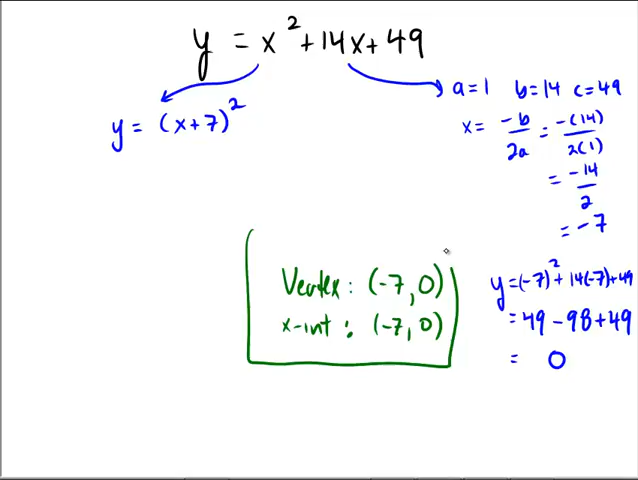 y = x² + 14x + 49
y = (x + 7)²
a = 1 b = 14 c = 49
x = -b/2a = -(14)/2(1)
= -14/2
= -7
y = (-7)² + 14(-7) + 49
= 49 - 98 + 49
= 0
Vertex: (-7, 0)
x-int: (-7, 0)